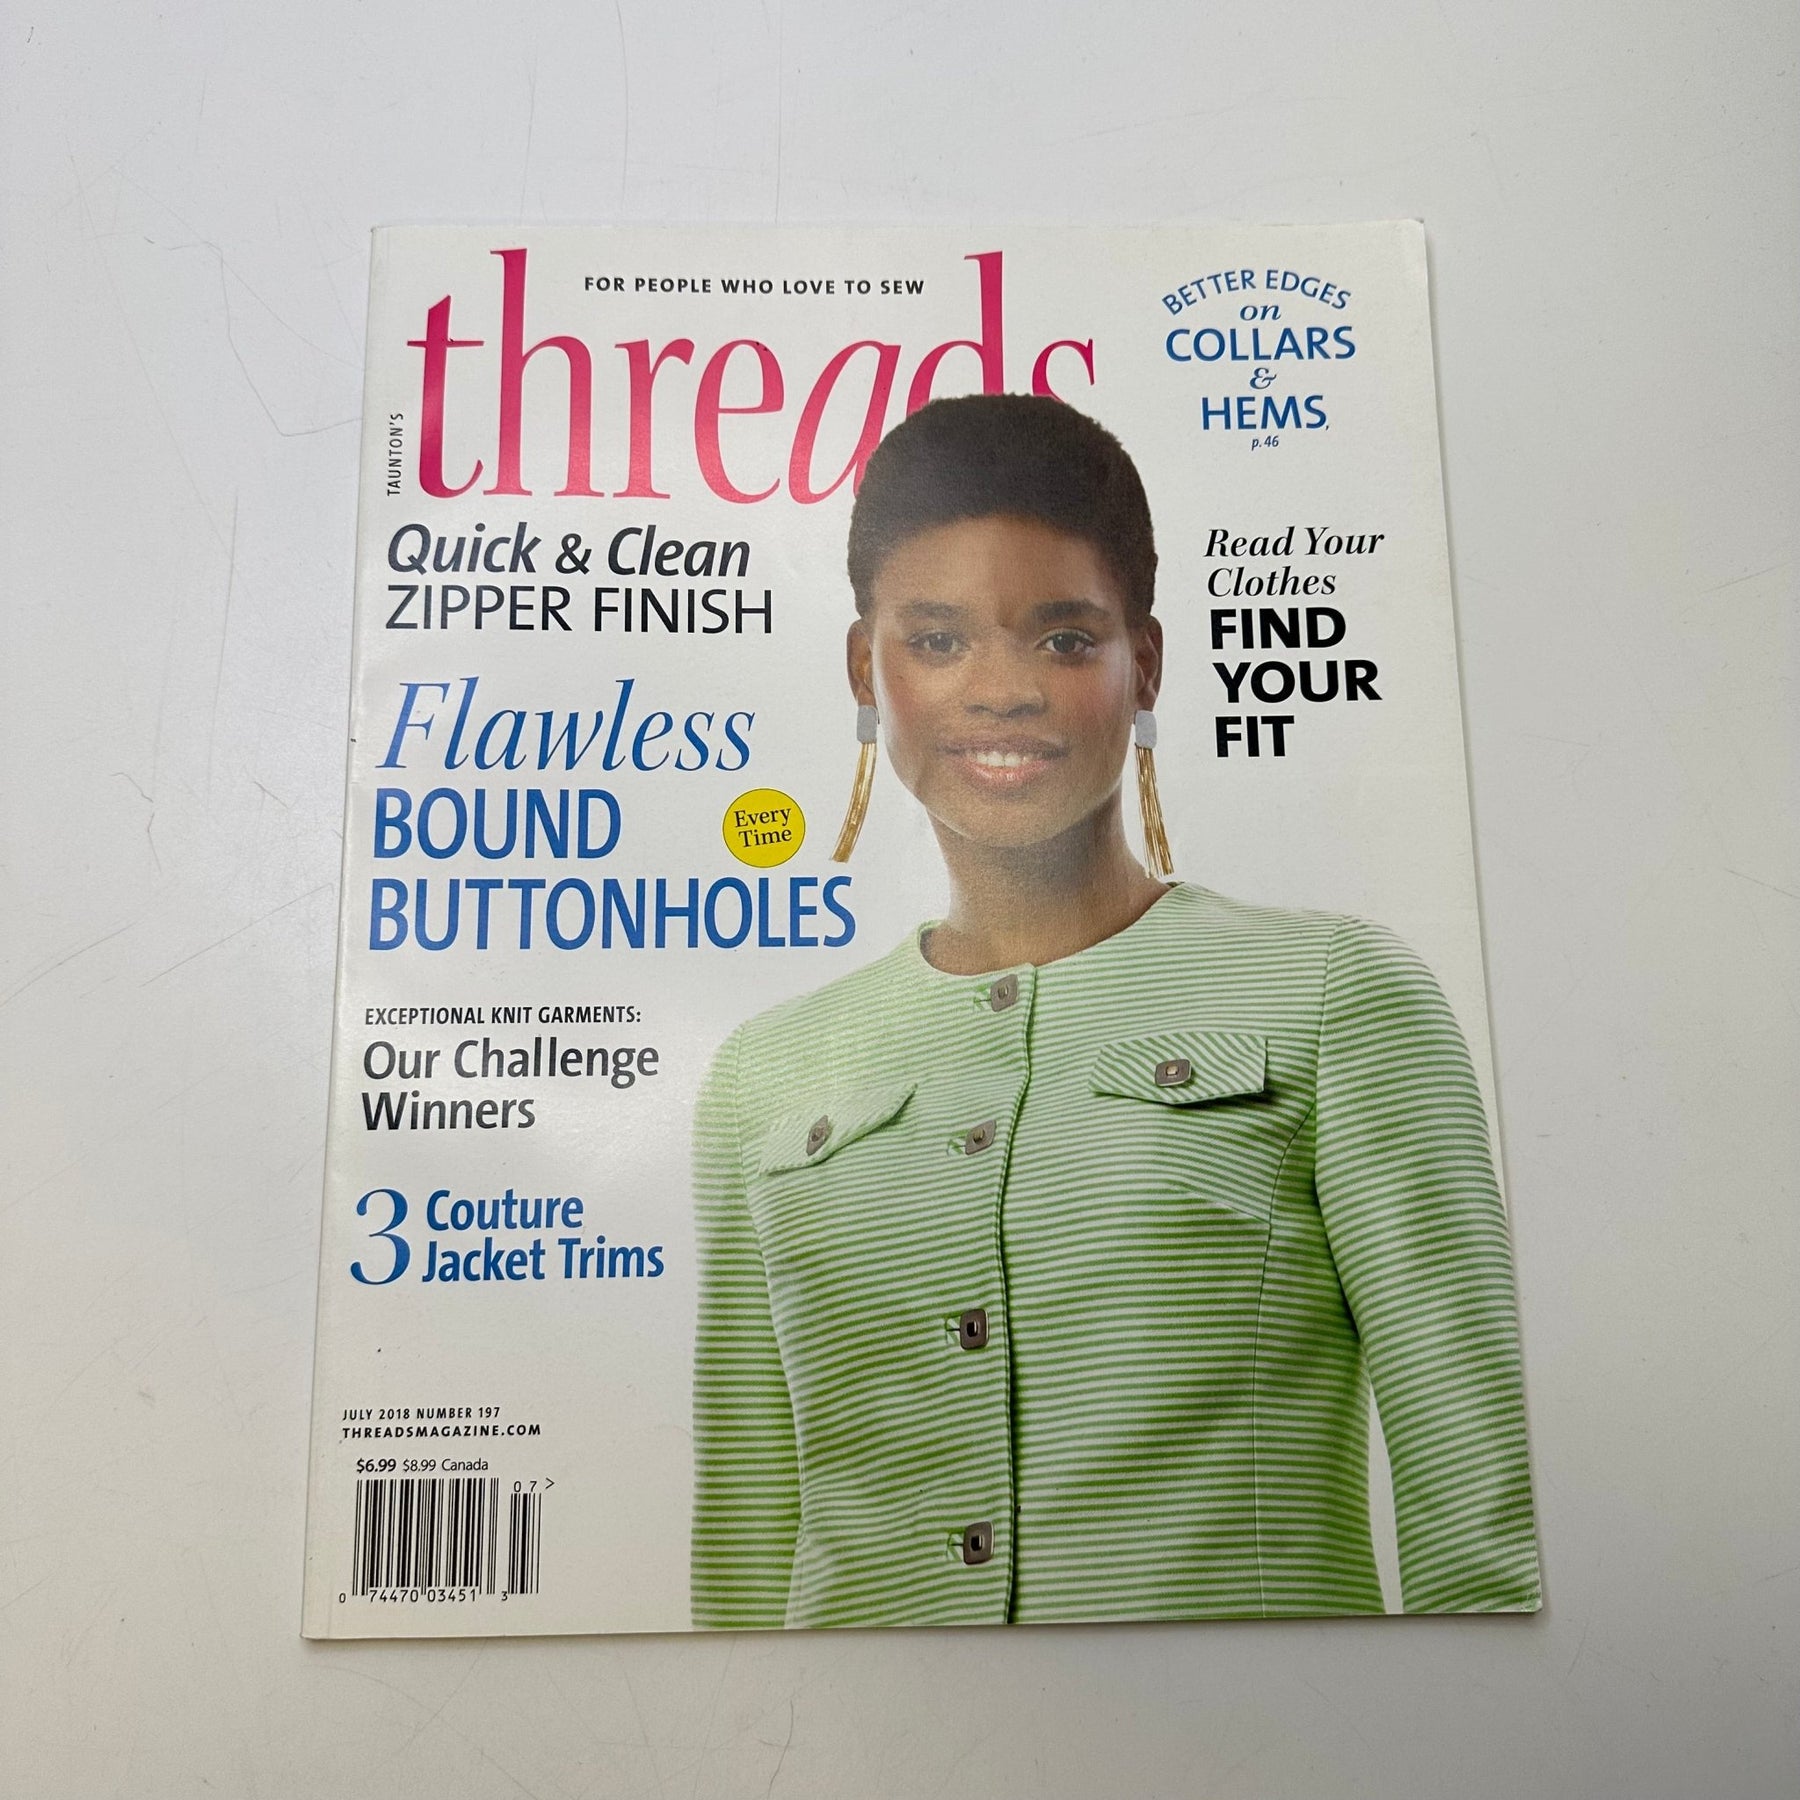 FOR PEOPLE WHO LOVE TO SEW
TAUNTON'S
threads
BETTER EDGES
on
COLLARS
&
HEMS,
p. 46
Quick & Clean
ZIPPER FINISH
Read Your
Clothes
FIND
YOUR
FIT
Flawless
BOUND
BUTTONHOLES
Every
Time
EXCEPTIONAL KNIT GARMENTS:
Our Challenge
Winners
3 Couture
Jacket Trims
JULY 2018 NUMBER 197
THREADSMAGAZINE.COM
$6.99 $8.99 Canada
07>
0 74470 03451 3